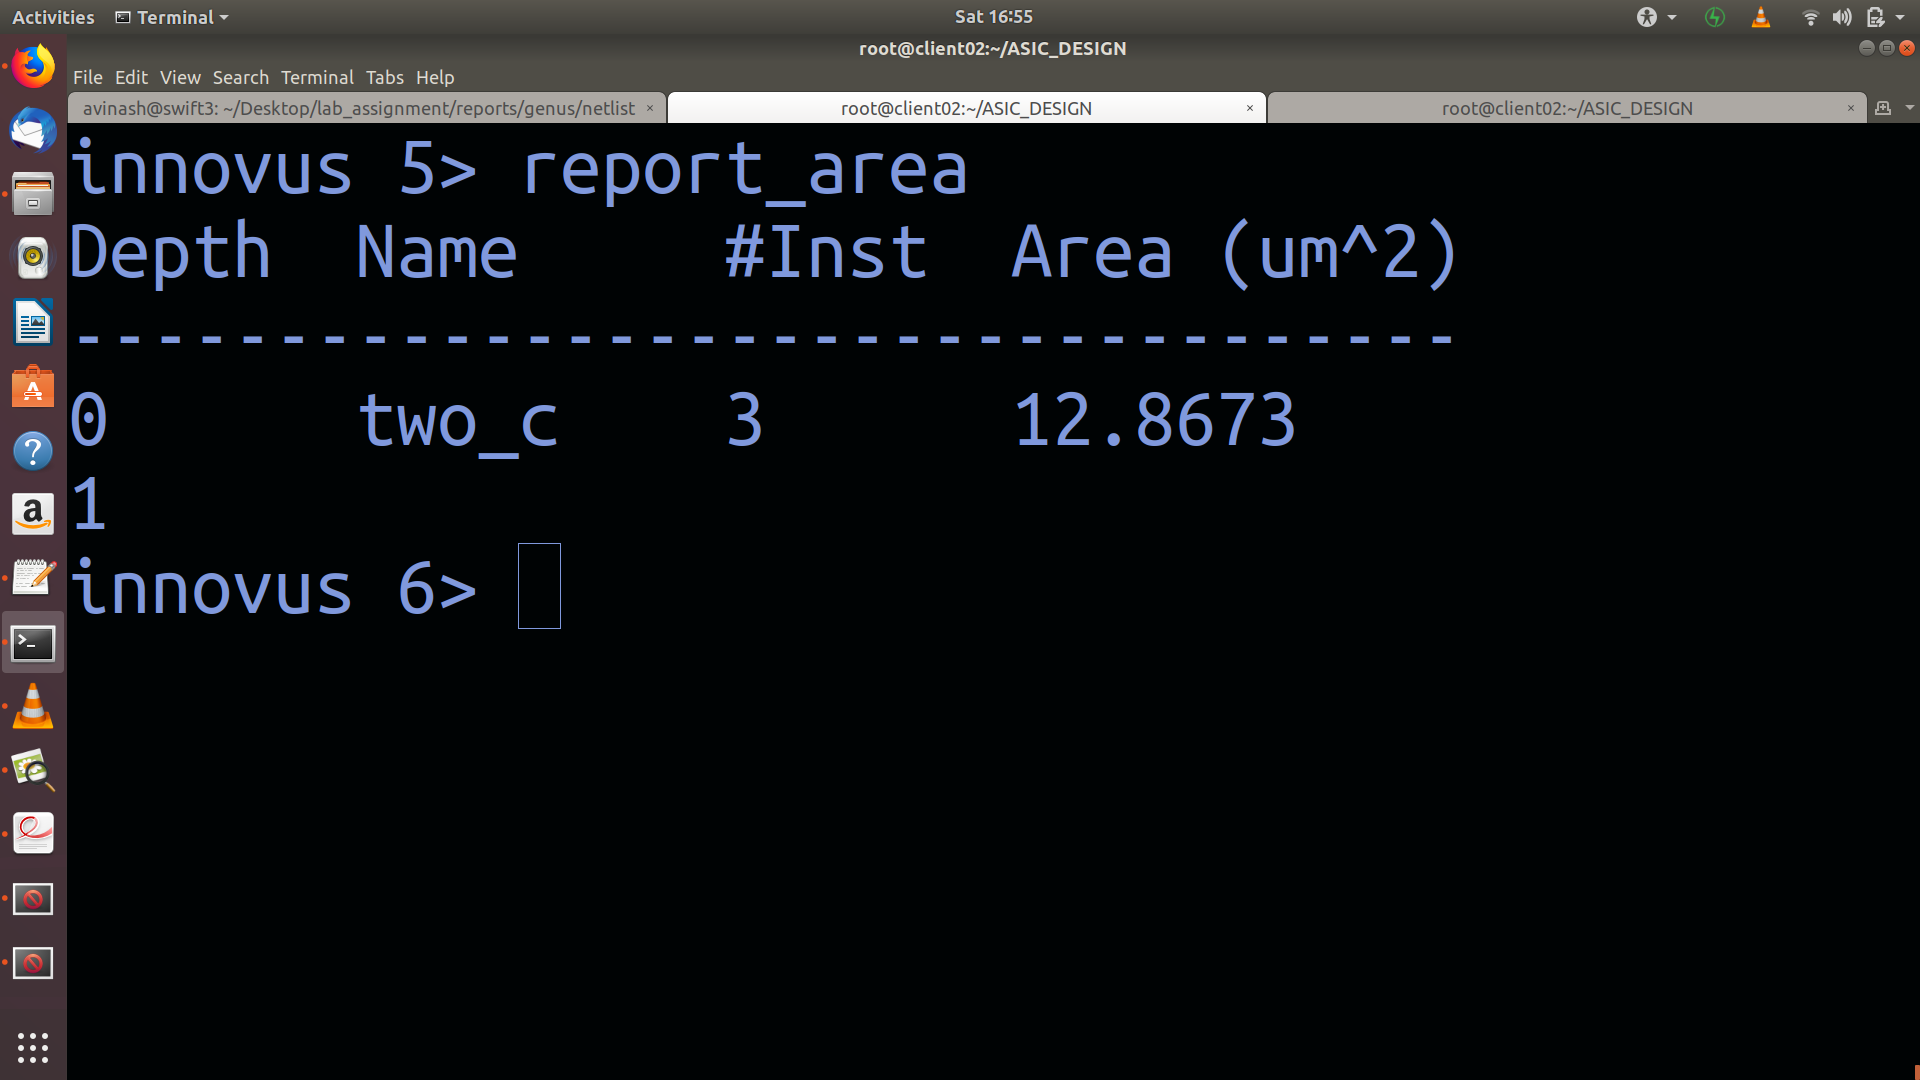 Activities Terminal Sat 16:55
root@client02:~/ASIC_DESIGN
File Edit View Search Terminal Tabs Help
avinash@swift3: ~/Desktop/lab_assignment/reports/genus/netlist × root@client02:~/ASIC_DESIGN × root@client02:~/ASIC_DESIGN ×
innovus 5> report_area
Depth  Name     #Inst  Area (um^2)
----------------------------------
0      two_c    3      12.8673
1
innovus 6>